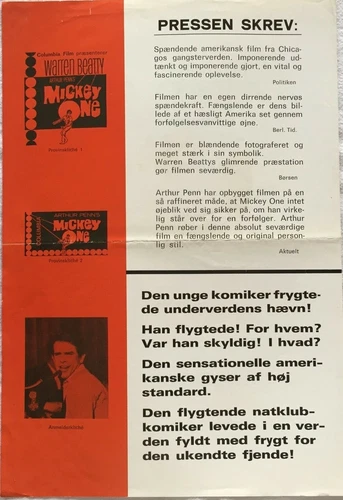 Columbia Film præsenterer
Warren Beatty
ARTHUR PENN'S
Mickey
One
Pressekliché 1
COLUMBIA
ARTHUR PENN'S
Mickey
One
Annoncekliche
PRESSEN SKREV:
Spændende amerikansk film fra Chica-
gos gangsterverden. Imponerende ud-
tænkt og imponerende gjort, en vital og
fascinerende oplevelse.
Politiken
Filmen har en egen dirrende nervøs
spændekraft. Fængslende er dens bil-
lede af et hæsligt Amerika set gennem
forfølgelsesvanvittige øjne.
Berl. Tid.
Filmen er blændende fotograferet og
meget stærk i sin symbolik.
Warren Beattys glimrende præstation
gør filmen seværdig.
Børsen
Arthur Penn har opbygget filmen på en
så raffineret måde, at Mickey One intet
øjeblik ved sig sikker på, om han virke-
lig står over for en forfølger. Arthur
Penn røber i denne absolut seværdige
film en fængslende og original person-
lig stil.
Aktuelt
Den unge komiker frygte-
de underverdens hævn!
Han flygtede! For hvem?
Var han skyldig! I hvad?
Den sensationelle ameri-
kanske gyser af høj
standard.
Den flygtende natklub-
komiker levede i en ver-
den fyldt med frygt for
den ukendte fjende!